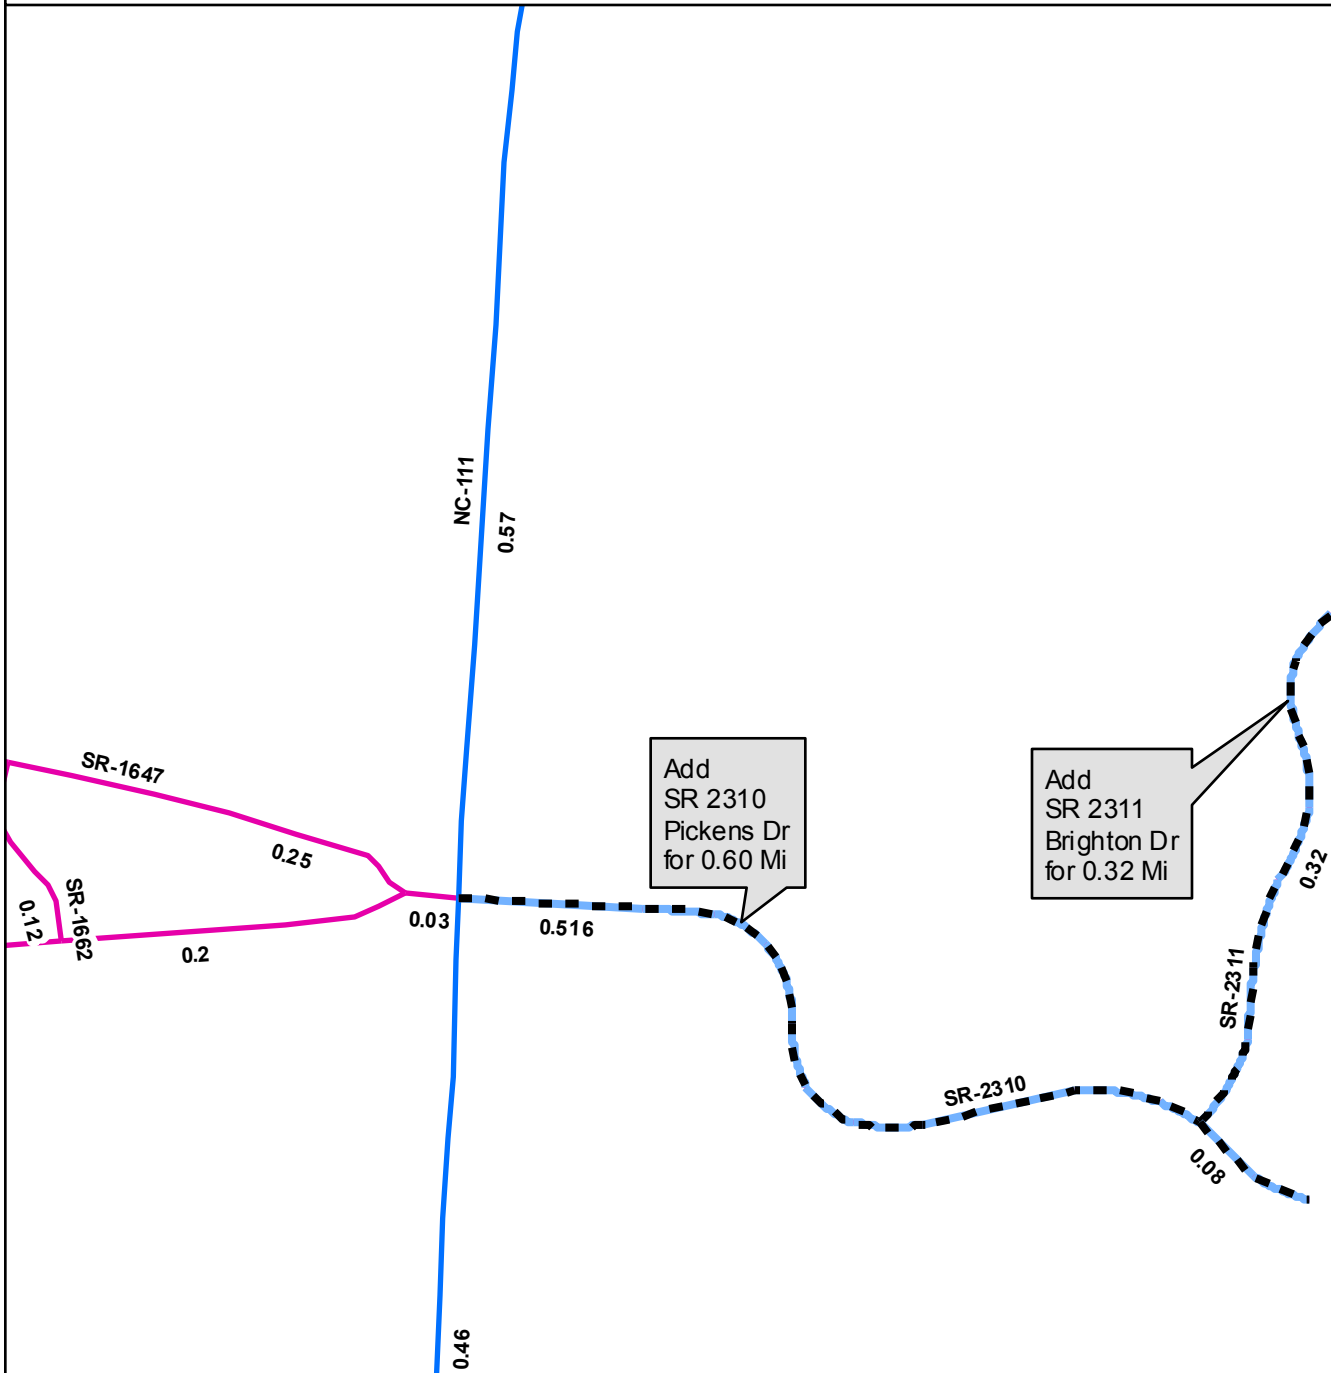 NC-111
0.57
SR-1647
0.25
Add
SR 2310
Pickens Dr
for 0.60 Mi
Add
SR 2311
Brighton Dr
for 0.32 Mi
0.32
SR-1662
0.12
0.2
0.03
0.516
SR-2311
SR-2310
0.08
0.46